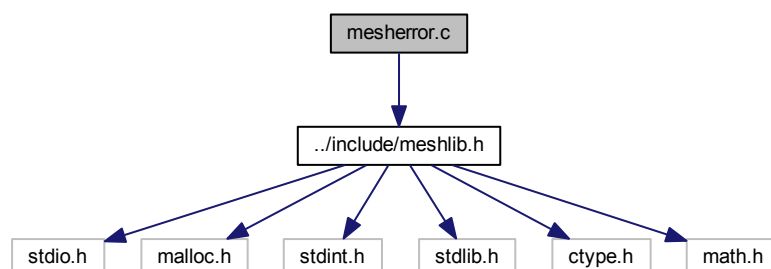 mesherror.c
../include/meshlib.h
stdio.h
malloc.h
stdint.h
stdlib.h
ctype.h
math.h